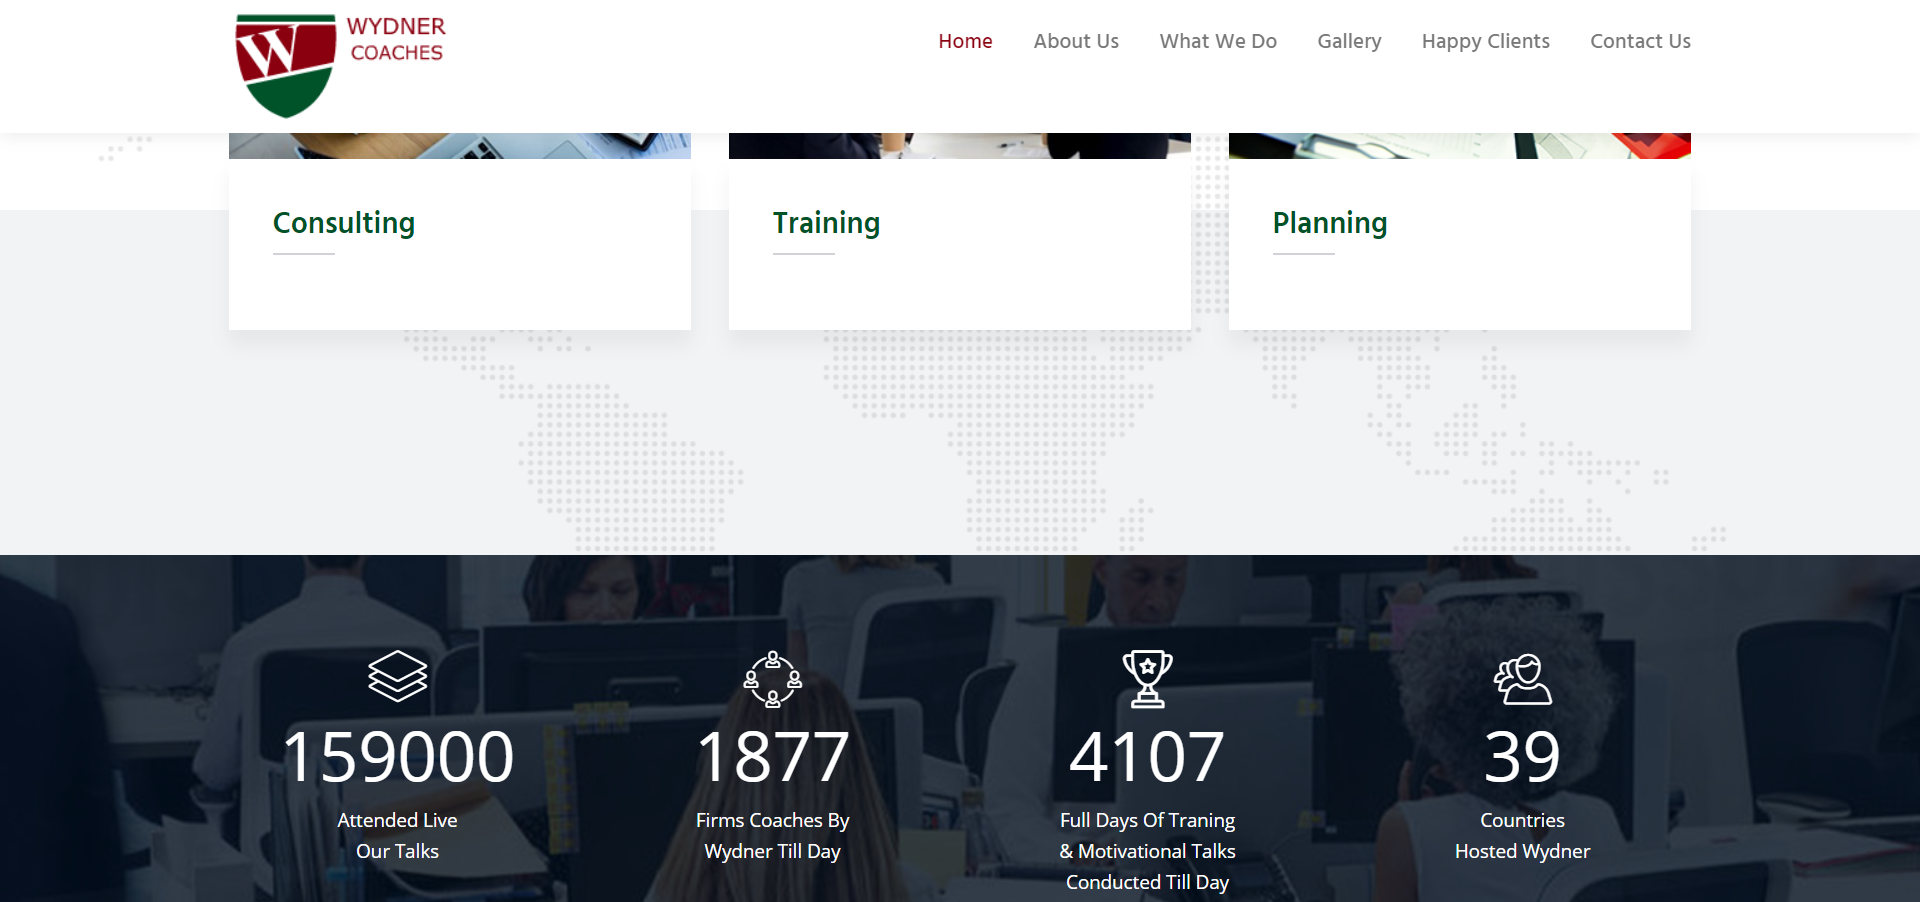 W
WYDNER
COACHES
Home About Us What We Do Gallery Happy Clients Contact Us
Consulting Training Planning
159000 1877 4107 39
Attended Live
Our Talks
Firms Coaches By
Wydner Till Day
Full Days Of Traning
& Motivational Talks
Conducted Till Day
Countries
Hosted Wydner